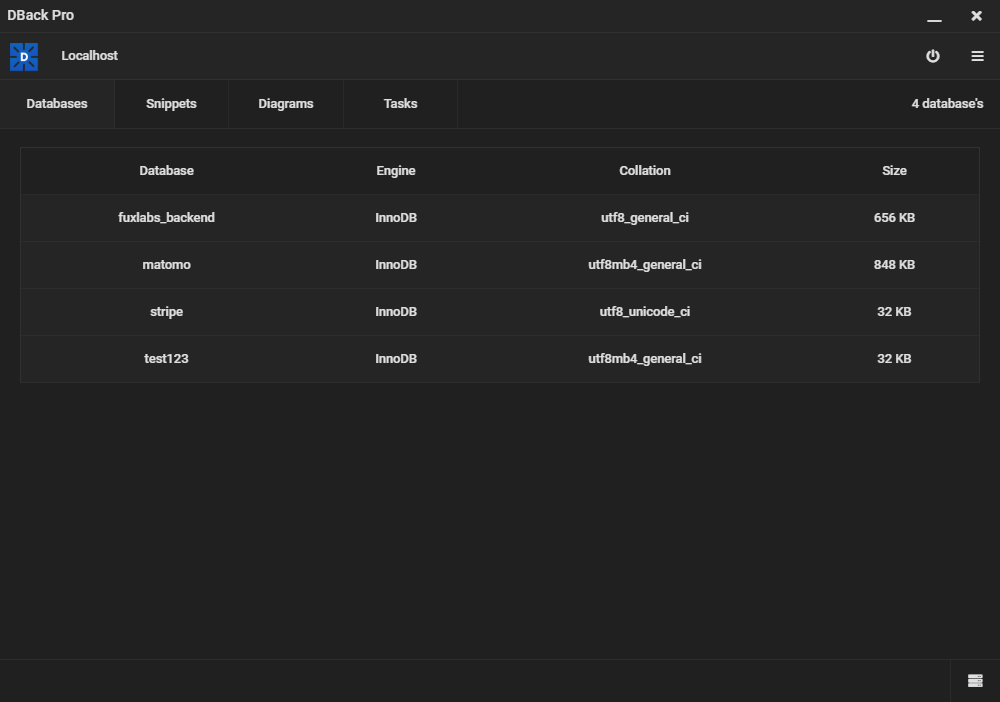 DBack Pro
D
Localhost
Databases Snippets Diagrams Tasks 4 database's
Database Engine Collation Size
fuxlabs_backend InnoDB utf8_general_ci 656 KB
matomo InnoDB utf8mb4_general_ci 848 KB
stripe InnoDB utf8_unicode_ci 32 KB
test123 InnoDB utf8mb4_general_ci 32 KB